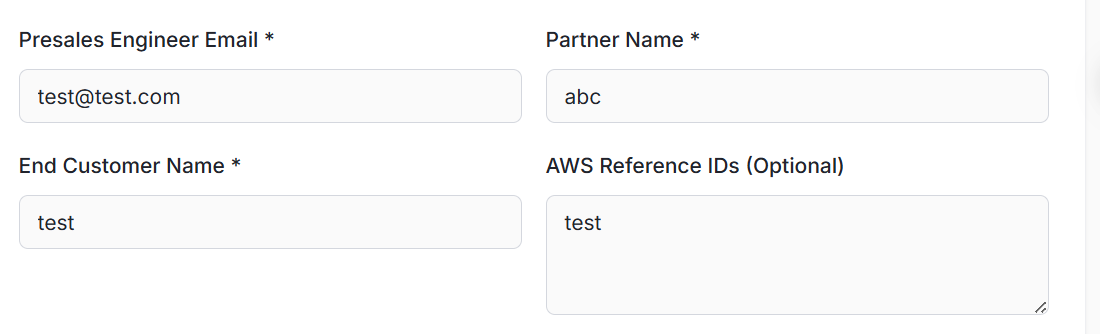 Presales Engineer Email *
Partner Name *
test@test.com
abc
End Customer Name *
AWS Reference IDs (Optional)
test
test